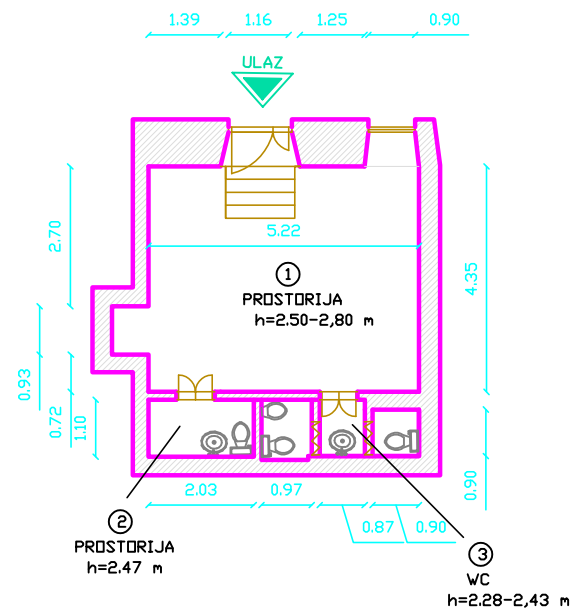 1.39 1.16 1.25 0.90
ULAZ
2.70
5.22
4.35
1
PROSTORIJA
h=2.50-2,80 m
0.93
0.72
1.10
2.03 0.97
0.87 0.90
0.90
2
PROSTORIJA
h=2.47 m
3
WC
h=2.28-2,43 m